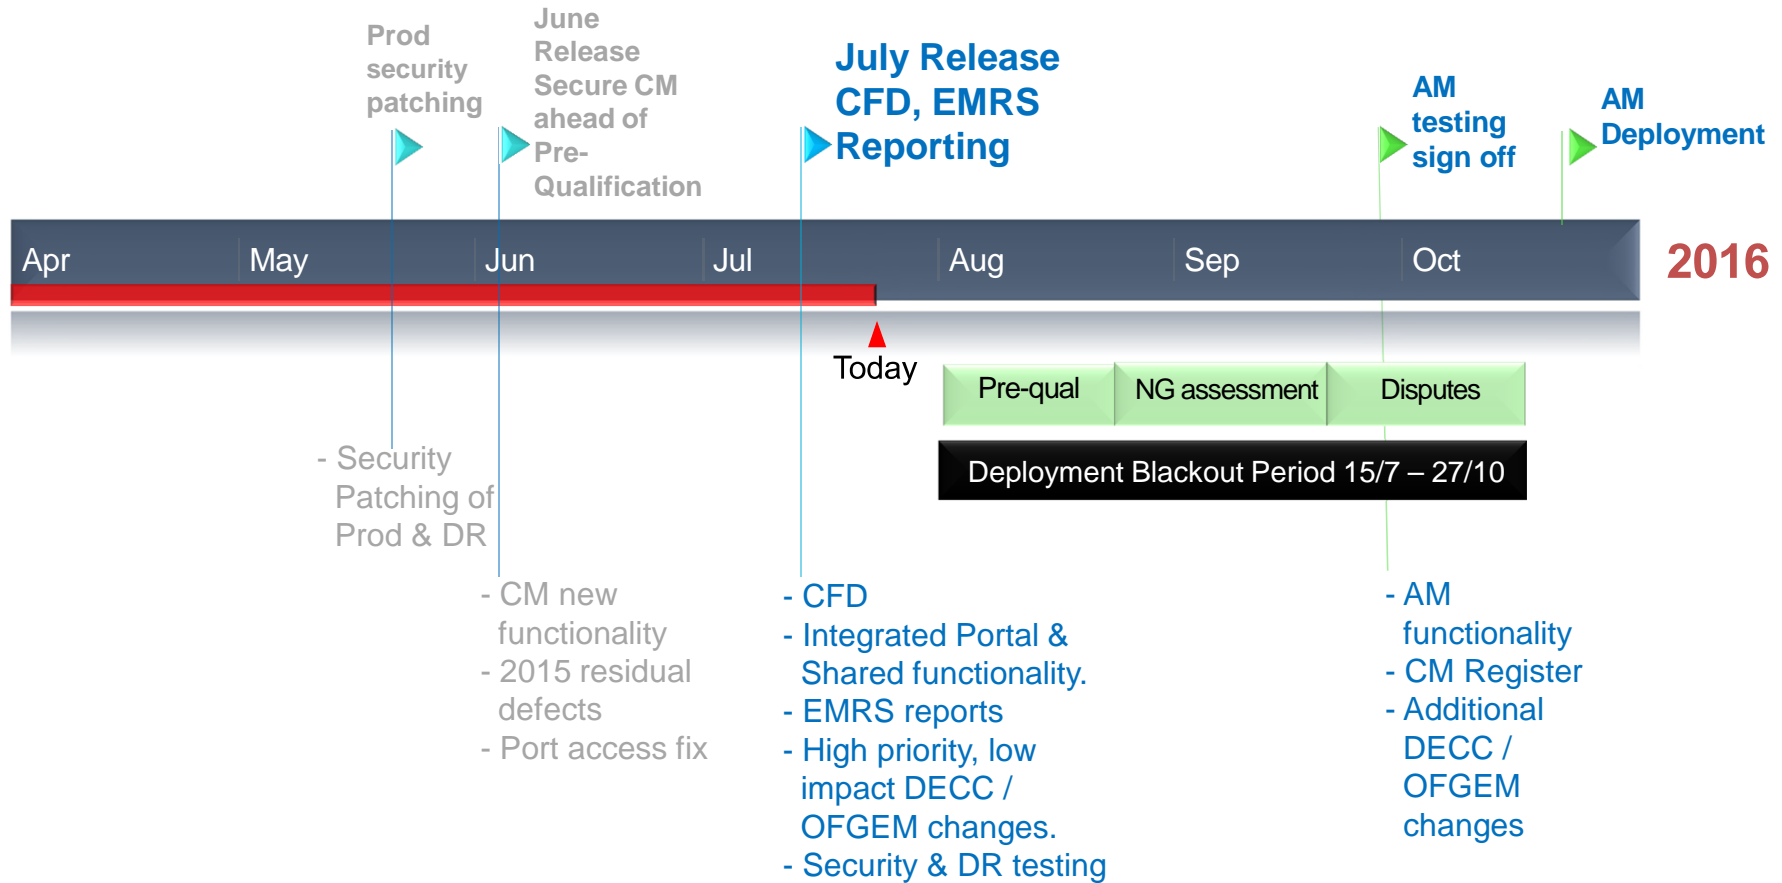 Prod
security
patching
June
Release
Secure CM
ahead of
Pre-
Qualification
July Release
CFD, EMRS
Reporting
AM
testing
sign off
AM
Deployment
Apr
May
Jun
Jul
Aug
Sep
Oct
2016
Today
Pre-qual
NG assessment
Disputes
Deployment Blackout Period 15/7 – 27/10
- Security
Patching of
Prod & DR
- CM new
functionality
- 2015 residual
defects
- Port access fix
- CFD
- Integrated Portal &
Shared functionality.
- EMRS reports
- High priority, low
impact DECC /
OFGEM changes.
- Security & DR testing
- AM
functionality
- CM Register
- Additional
DECC /
OFGEM
changes